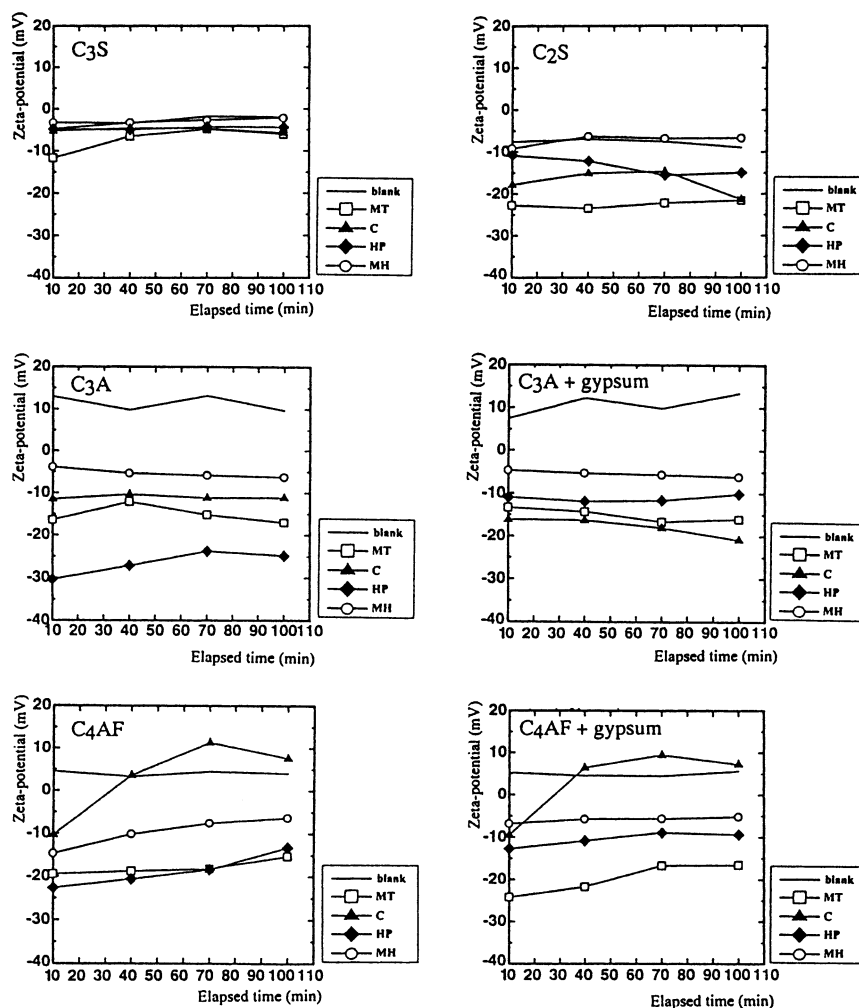 C3S
Zeta-potential (mV)
20
10
0
-10
-20
-30
-40
10 20 30 40 50 60 70 80 90 100 110
Elapsed time (min)
blank
MT
C
HP
MH
C2S
Zeta-potential (mV)
20
10
0
-10
-20
-30
-40
10 20 30 40 50 60 70 80 90 100 110
Elapsed time (min)
blank
MT
C
HP
MH
C3A
Zeta-potential (mV)
20
10
0
-10
-20
-30
-40
10 20 30 40 50 60 70 80 90 100 110
Elapsed time (min)
blank
MT
C
HP
MH
C3A + gypsum
Zeta-potential (mV)
20
10
0
-10
-20
-30
-40
10 20 30 40 50 60 70 80 90 100 110
Elapsed time (min)
blank
MT
C
HP
MH
C4AF
Zeta-potential (mV)
20
10
0
-10
-20
-30
-40
10 20 30 40 50 60 70 80 90 100 110
Elapsed time (min)
blank
MT
C
HP
MH
C4AF + gypsum
Zeta-potential (mV)
20
10
0
-10
-20
-30
-40
10 20 30 40 50 60 70 80 90 100 110
Elapsed time (min)
blank
MT
C
HP
MH